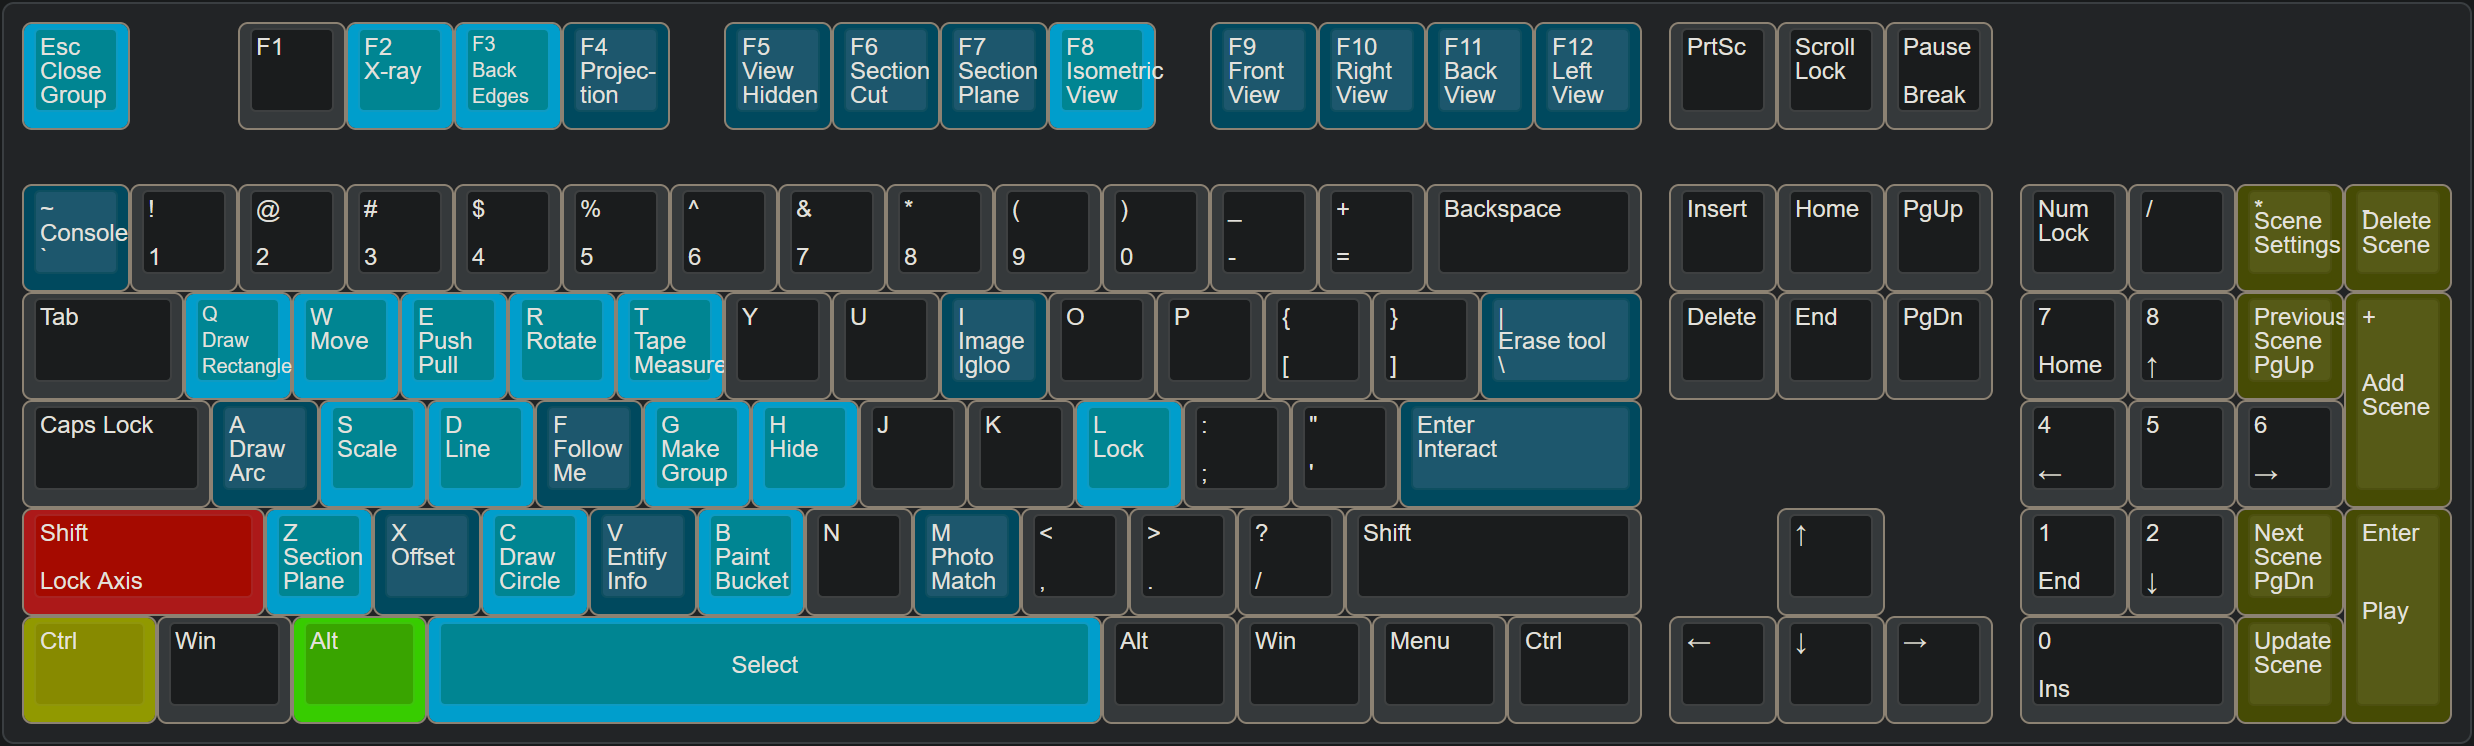 Esc
Close
Group
F1
F2
X-ray
F3
Back
Edges
F4
Projec-
tion
F5
View
Hidden
F6
Section
Cut
F7
Section
Plane
F8
Isometric
View
F9
Front
View
F10
Right
View
F11
Back
View
F12
Left
View
PrtSc
Scroll
Lock
Pause
Break
~
Console
`
!
1
@
2
#
3
$
4
%
5
^
6
&
7
*
8
(
9
)
0
_
-
+
=
Backspace
Insert
Home
PgUp
Num
Lock
/
*
Scene
Settings
-
Delete
Scene
Tab
Q
Draw
Rectangle
W
Move
E
Push
Pull
R
Rotate
T
Tape
Measure
Y
U
I
Image
Igloo
O
P
{
[
}
]
|
Erase tool
\
Delete
End
PgDn
7
Home
8
↑
Previous
Scene
PgUp
+
Add
Scene
Caps Lock
A
Draw
Arc
S
Scale
D
Line
F
Follow
Me
G
Make
Group
H
Hide
J
K
L
Lock
:
;
"
'
Enter
Interact
4
←
5
6
→
Shift
Lock Axis
Z
Section
Plane
X
Offset
C
Draw
Circle
V
Entify
Info
B
Paint
Bucket
N
M
Photo
Match
<
,
>
.
?
/
Shift
↑
1
End
2
↓
Next
Scene
PgDn
Enter
Play
Ctrl
Win
Alt
Select
Alt
Win
Menu
Ctrl
←
↓
→
0
Ins
Update
Scene